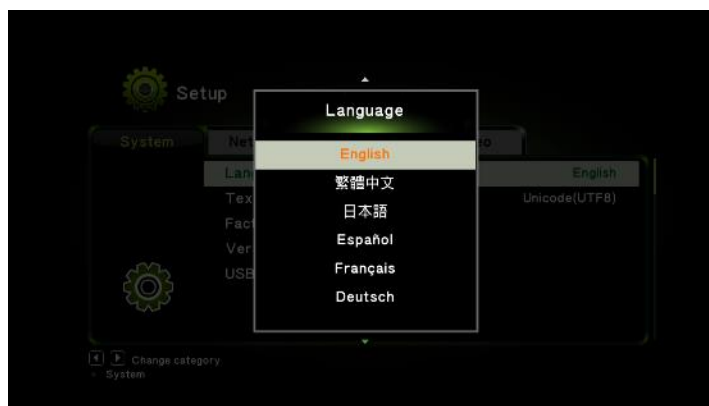 Setup
Language
System
English
English
繁體中文
日本語
Unicode(UTF8)
Español
Français
Deutsch
USB
Change category
System